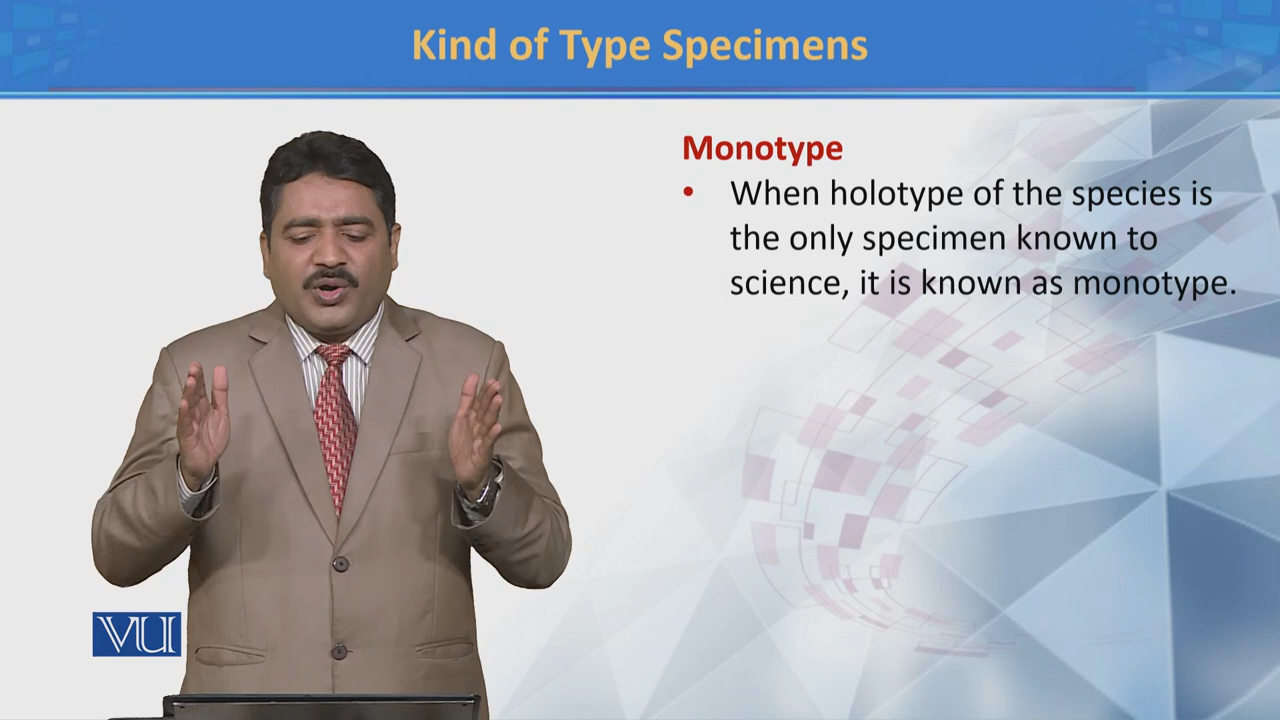 Kind of Type Specimens
Monotype
• When holotype of the species is
the only specimen known to
science, it is known as monotype.
VU